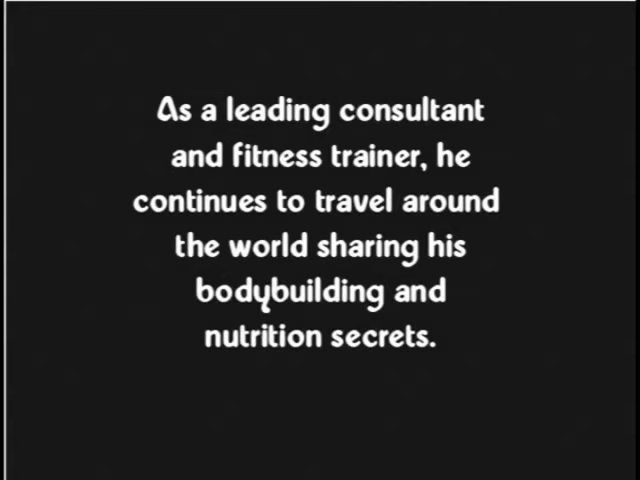 As a leading consultant
and fitness trainer, he
continues to travel around
the world sharing his
bodybuilding and
nutrition secrets.